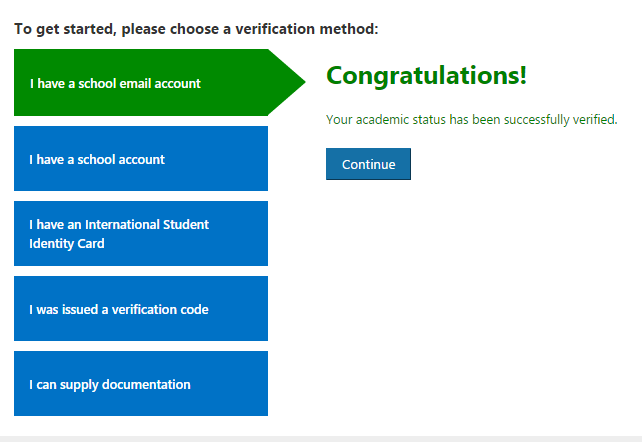 To get started, please choose a verification method:
I have a school email account
I have a school account
I have an International Student
Identity Card
I was issued a verification code
I can supply documentation
Congratulations!
Your academic status has been successfully verified.
Continue